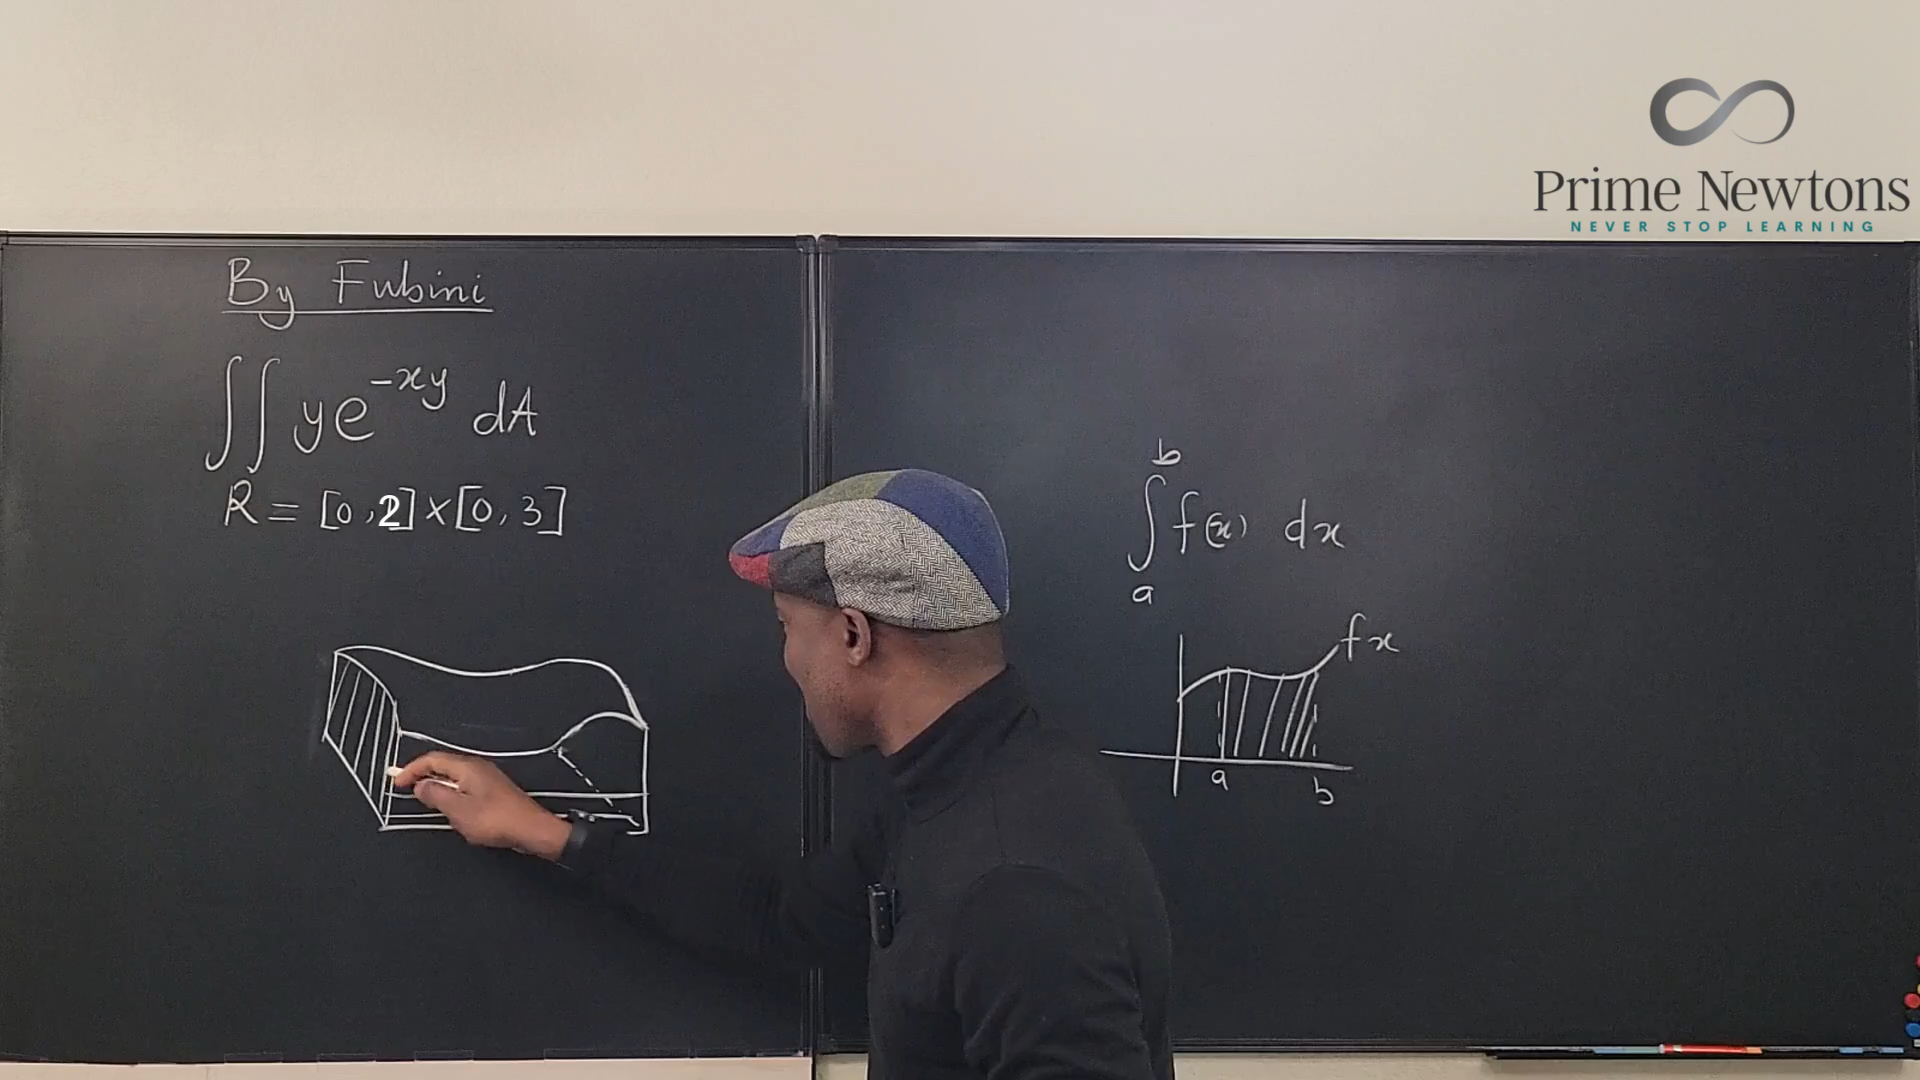 Prime Newtons
NEVER STOP LEARNING
By Fubini
∬ ye^{-xy} dA
R = [0,2]×[0,3]
b
∫ f(x) dx
a
fx
a
b